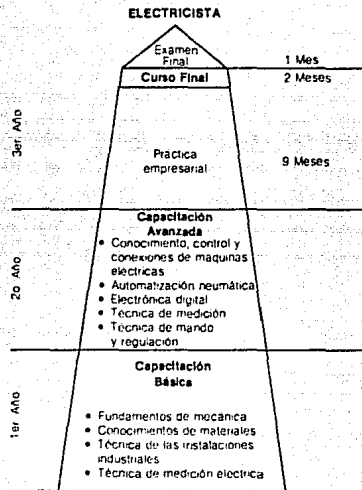 ELECTRICISTA
Examen
Final
1 Mes
Curso Final
2 Meses
3er. Año
Práctica
empresarial
9 Meses
2o Año
Capacitación
Avanzada
• Conocimiento, control y
conexiones de maquinas
eléctricas
• Automatización neumática
• Electrónica digital
• Técnica de medición
• Técnica de mando
y regulación
1er. Año
Capacitación
Básica
• Fundamentos de mecánica
• Conocimientos de materiales
• Técnica de las instalaciones
industriales
• Técnica de medición electrica